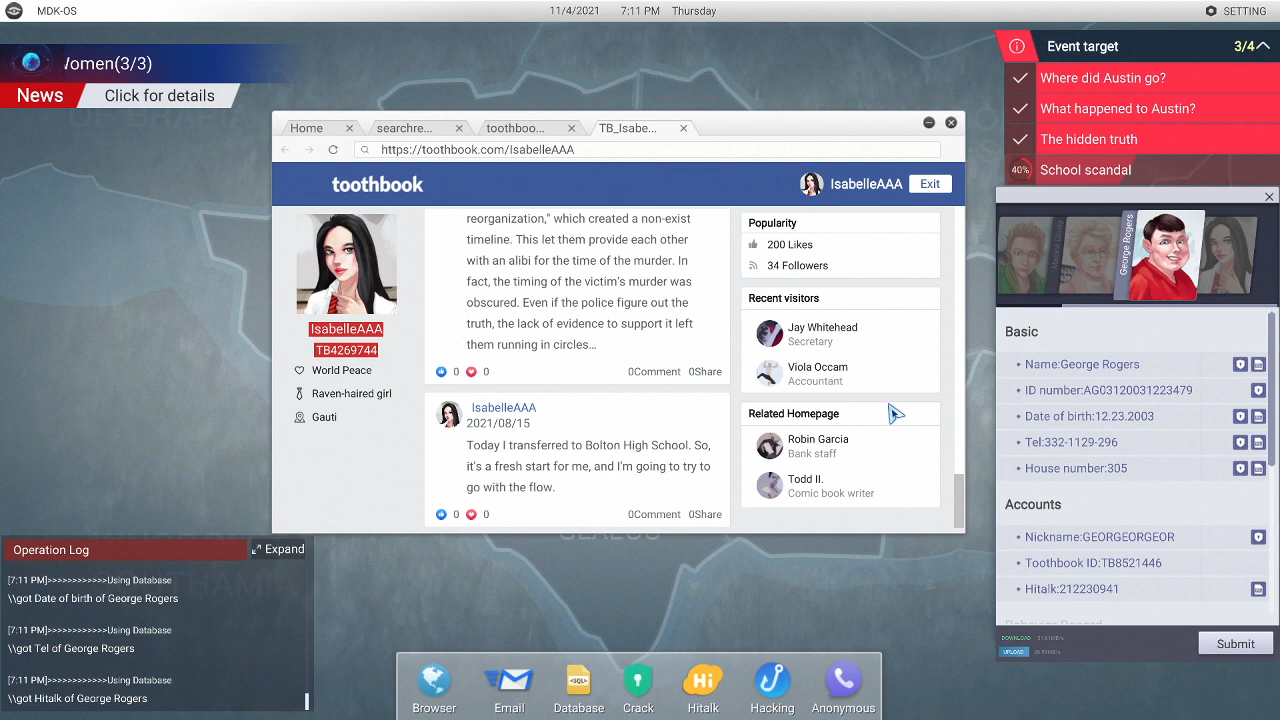 MDK-OS
11/4/2021 7:11 PM Thursday
SETTING
Women(3/3)
News Click for details
Event target 3/4
Where did Austin go?
What happened to Austin?
The hidden truth
40% School scandal
Home
searchre...
toothboo...
TB_Isabe...
https://toothbook.com/IsabelleAAA
toothbook
IsabelleAAA
Exit
IsabelleAAA
TB4269744
World Peace
Raven-haired girl
Gauti
reorganization," which created a non-exist
timeline. This let them provide each other
with an alibi for the time of the murder. In
fact, the timing of the victim's murder was
obscured. Even if the police figure out the
truth, the lack of evidence to support it left
them running in circles...
0 0 0Comment 0Share
IsabelleAAA
2021/08/15
Today I transferred to Bolton High School. So,
it's a fresh start for me, and I'm going to try to
go with the flow.
0 0 0Comment 0Share
Popularity
200 Likes
34 Followers
Recent visitors
Jay Whitehead
Secretary
Viola Occam
Accountant
Related Homepage
Robin Garcia
Bank staff
Todd II.
Comic book writer
George Rogers
Basic
Name:George Rogers
ID number:AG03120031223479
Date of birth:12.23.2003
Tel:332-1129-296
House number:305
Accounts
Nickname:GEORGEORGEOR
Toothbook ID:TB8521446
Hitalk:212230941
DOWNLOAD
UPLOAD
Submit
Operation Log
Expand
[7:11 PM]>>>>>>>>>>>>Using Database
\\got Date of birth of George Rogers
[7:11 PM]>>>>>>>>>>>>Using Database
\\got Tel of George Rogers
[7:11 PM]>>>>>>>>>>>>Using Database
\\got Hitalk of George Rogers
Browser
Email
SQL
Database
Crack
Hi
Hitalk
Hacking
Anonymous